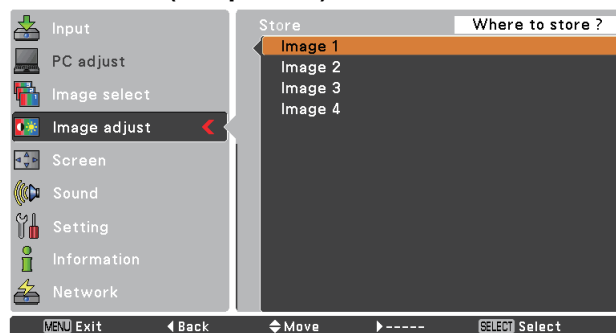 Input
PC adjust
Image select
Image adjust
Screen
Sound
Setting
Information
Network
Store
Where to store ?
Image 1
Image 2
Image 3
Image 4
MENU Exit
Back
Move
-----
SELECT Select